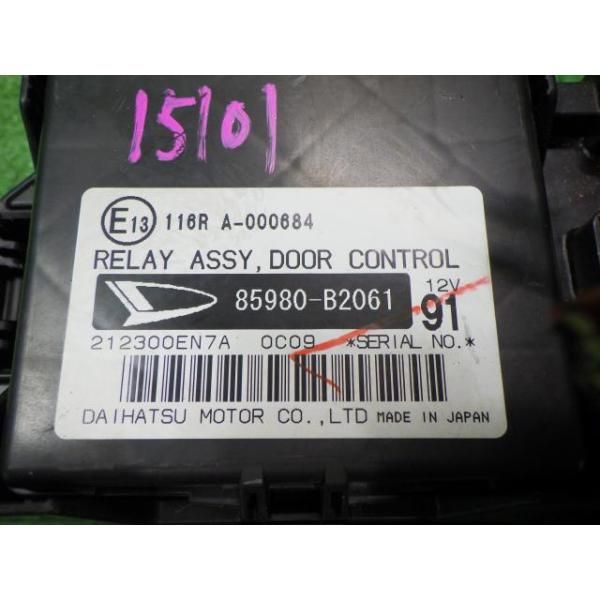 15101
E13 116R A-000684
RELAY ASSY, DOOR CONTROL
85980-B2061 12V 91
212300EN7A 0C09 *SERIAL NO.*
DAIHATSU MOTOR CO.,LTD MADE IN JAPAN